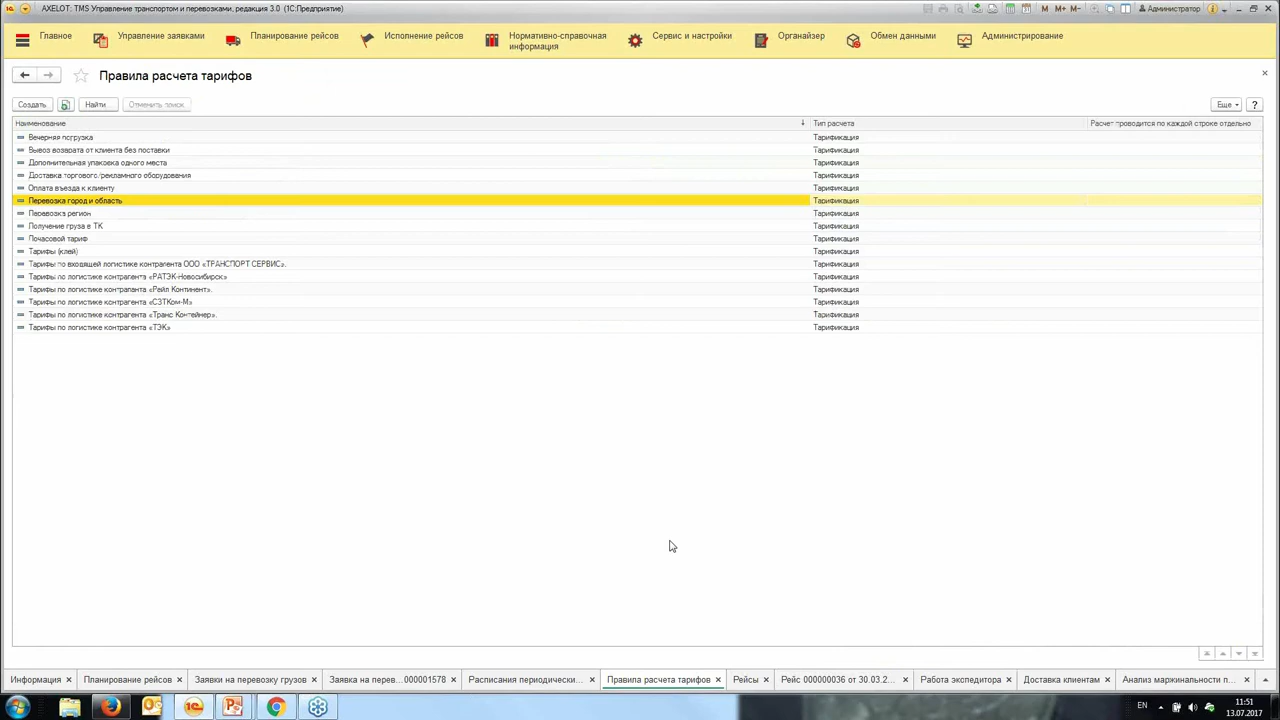 AXELOT: TMS Управление транспортом и перевозками, редакция 3.0 (1С:Предприятие)
M M+ M-
Администратор
Главное
Управление заявками
Планирование рейсов
Исполнение рейсов
Нормативно-справочная
информация
Сервис и настройки
Органайзер
Обмен данными
Администрирование
Правила расчета тарифов
Создать
Найти...
Отменить поиск
Еще
?
Наименование
Тип расчета
Расчет проводится по каждой строке отдельно
Вечерняя погрузка Тарификация
Вывоз возврата от клиента без поставки Тарификация
Дополнительная упаковка одного места Тарификация
Доставка торгового/рекламного оборудования Тарификация
Оплата въезда к клиенту Тарификация
Перевозка город и область Тарификация
Перевозка регион Тарификация
Получение груза в ТК Тарификация
Почасовой тариф Тарификация
Тарифы (клей) Тарификация
Тарифы по входящей логистике контрагента ООО «ТРАНСПОРТ СЕРВИС». Тарификация
Тарифы по логистике контрагента «РАТЭК-Новосибирск» Тарификация
Тарифы по логистике контрагента «Рейл Континент». Тарификация
Тарифы по логистике контрагента «СЗТКом-М» Тарификация
Тарифы по логистике контрагента «Транс Контейнер». Тарификация
Тарифы по логистике контрагента «ТЭК» Тарификация
Информация
Планирование рейсов
Заявки на перевозку грузов
Заявка на перев...000001578
Расписания периодически...
Правила расчета тарифов
Рейсы
Рейс 000000036 от 30.03.2...
Работа экспедитора
Доставка клиентам
Анализ маржинальности п...
EN
11:51
13.07.2017